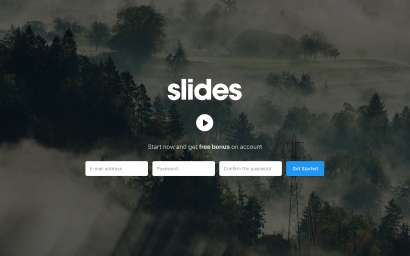 slides
Start now and get free bonus on account
E-mail address
Password
Confirm the password
Get Started